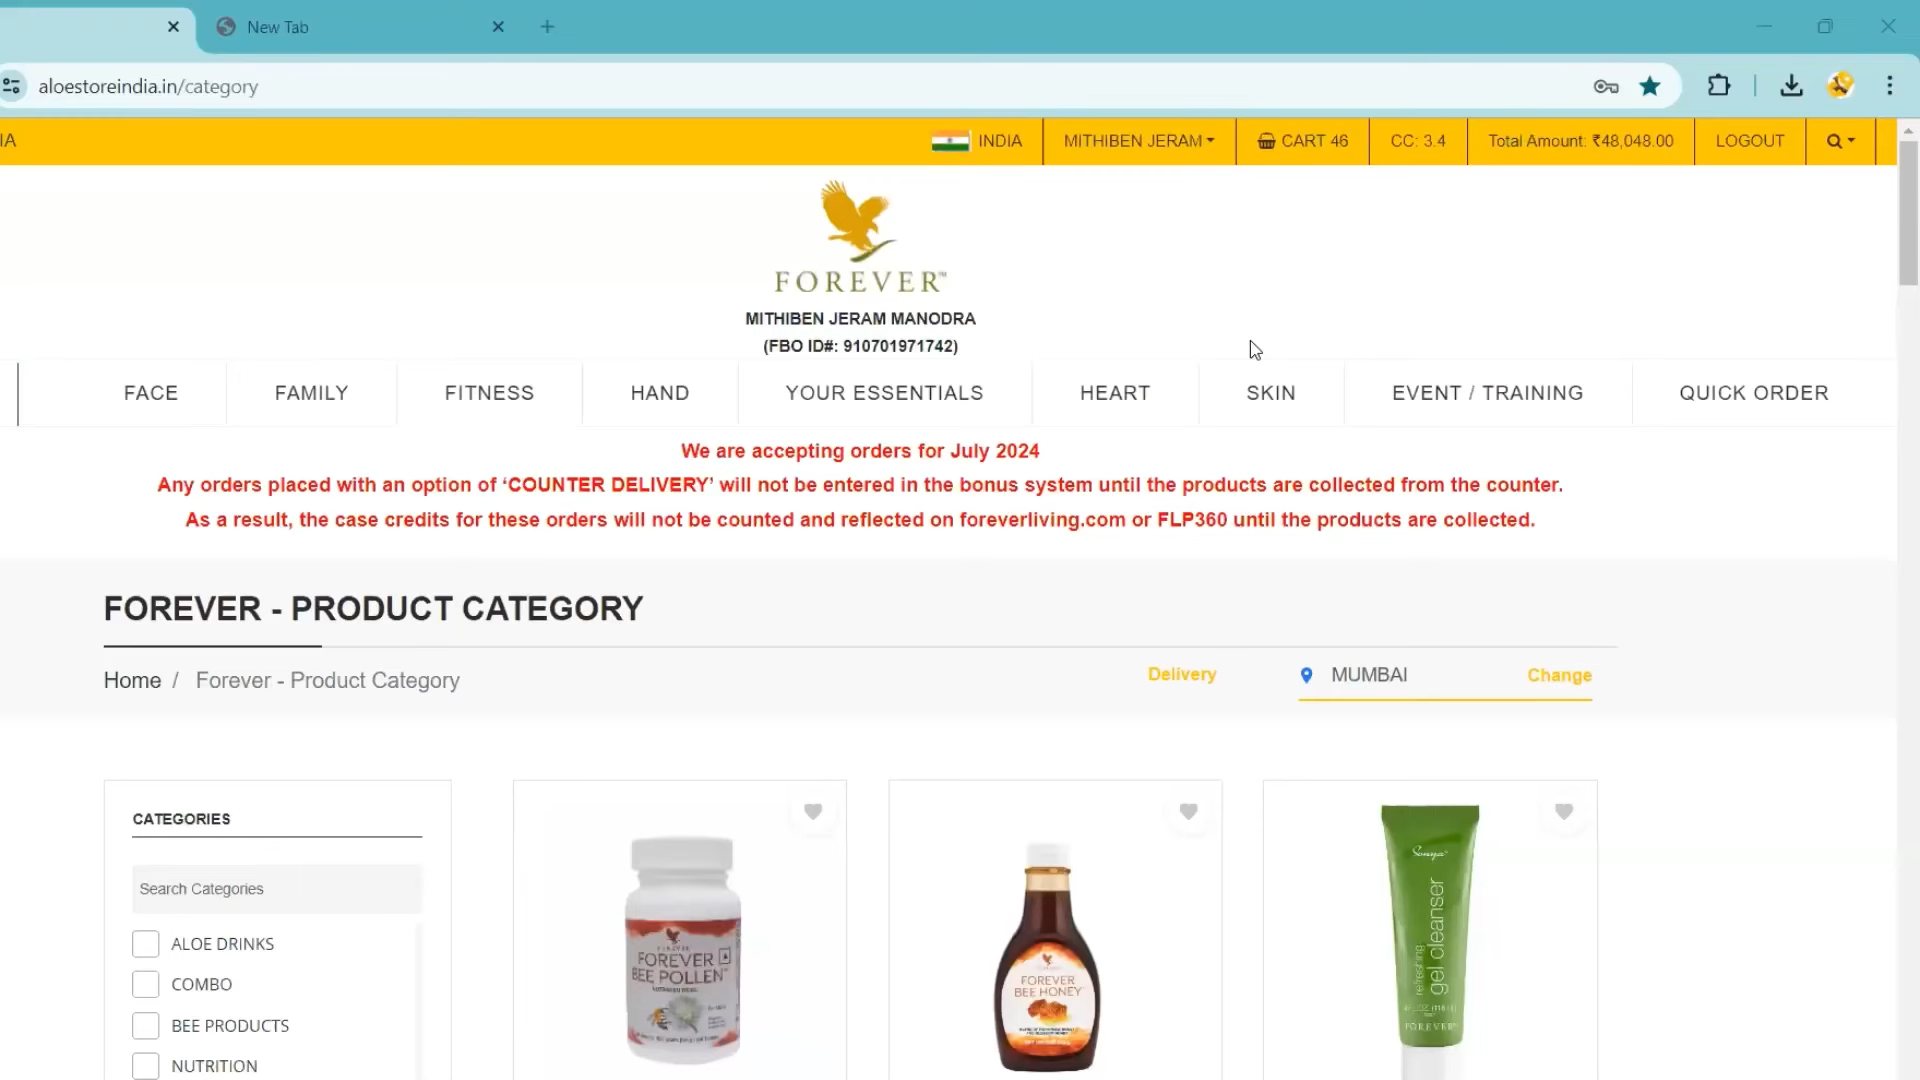 New Tab
aloestoreindia.in/category
IA
INDIA
MITHIBEN JERAM
CART 46
CC: 3.4
Total Amount: ₹48,048.00
LOGOUT
FOREVER™
MITHIBEN JERAM MANODRA
(FBO ID#: 910701971742)
FACE
FAMILY
FITNESS
HAND
YOUR ESSENTIALS
HEART
SKIN
EVENT / TRAINING
QUICK ORDER
We are accepting orders for July 2024
Any orders placed with an option of ‘COUNTER DELIVERY’ will not be entered in the bonus system until the products are collected from the counter.
As a result, the case credits for these orders will not be counted and reflected on foreverliving.com or FLP360 until the products are collected.
FOREVER - PRODUCT CATEGORY
Home / Forever - Product Category
Delivery
MUMBAI
Change
CATEGORIES
Search Categories
ALOE DRINKS
COMBO
BEE PRODUCTS
NUTRITION
FOREVER
FOREVER
BEE POLLEN™
FOREVER
BEE HONEY™
Sonya™
refreshing
gel cleanser
FOREVER